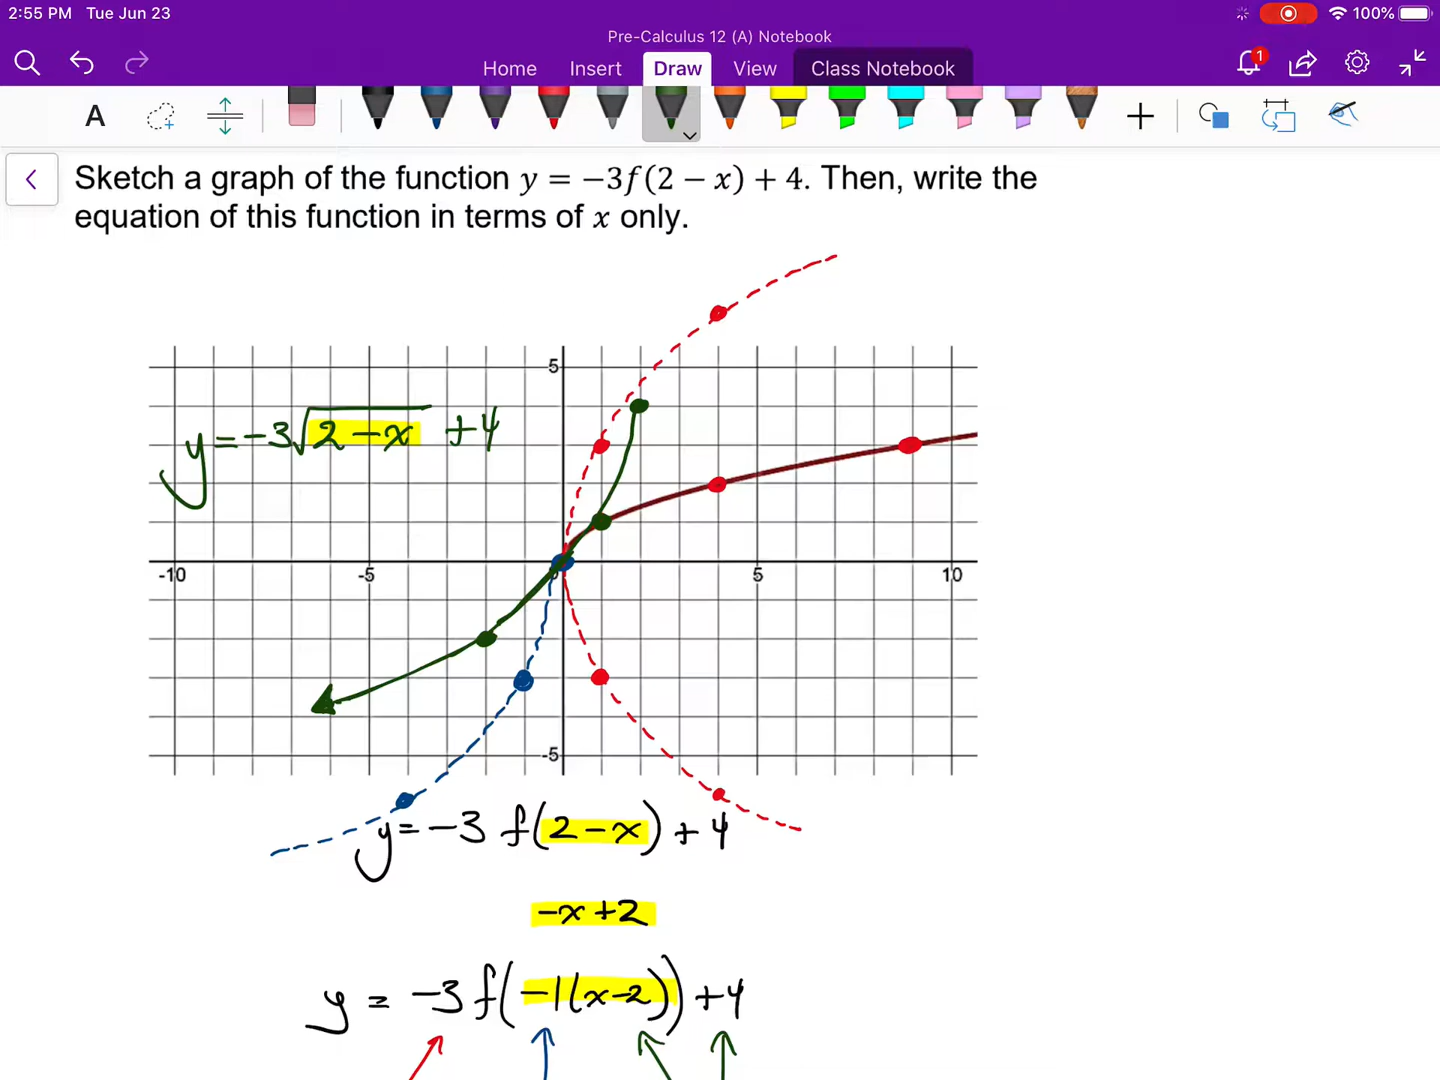 2:55 PM Tue Jun 23 100%
Pre-Calculus 12 (A) Notebook
Home Insert Draw View Class Notebook
1
A
Sketch a graph of the function y = −3f(2 − x) + 4. Then, write the
equation of this function in terms of x only.
5
y = -3√(2 - x) + 4
-10 -5 0 5 10
-5
y = -3 f(2 - x) + 4
-x + 2
y = -3 f(-1(x-2)) + 4